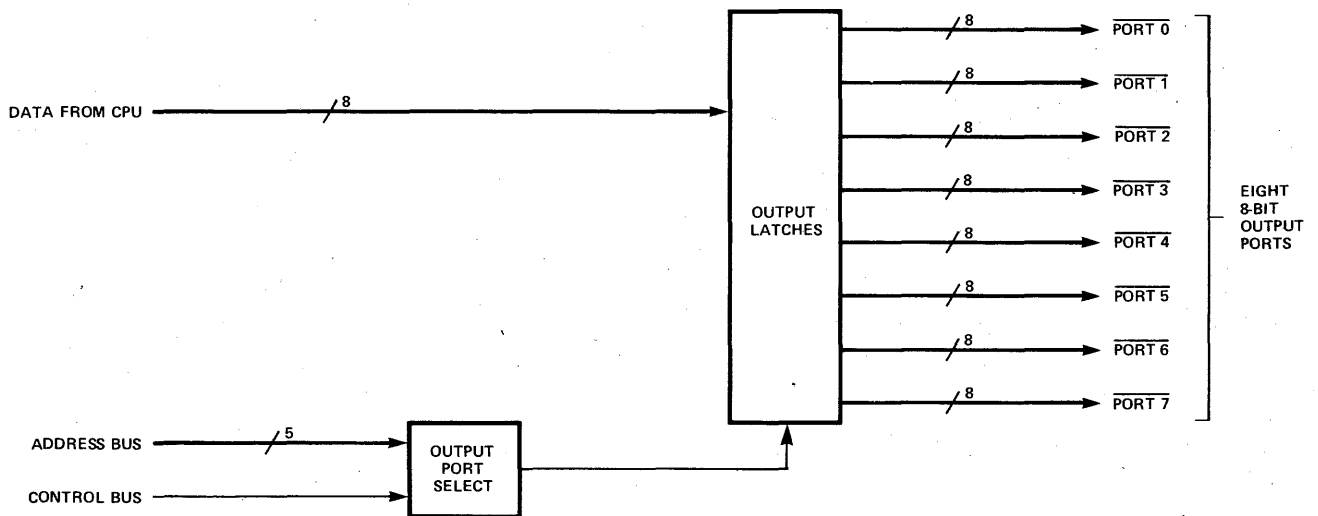 DATA FROM CPU
8
OUTPUT
LATCHES
8
PORT 0
8
PORT 1
8
PORT 2
8
PORT 3
8
PORT 4
8
PORT 5
8
PORT 6
8
PORT 7
EIGHT
8-BIT
OUTPUT
PORTS
ADDRESS BUS
5
CONTROL BUS
OUTPUT
PORT
SELECT